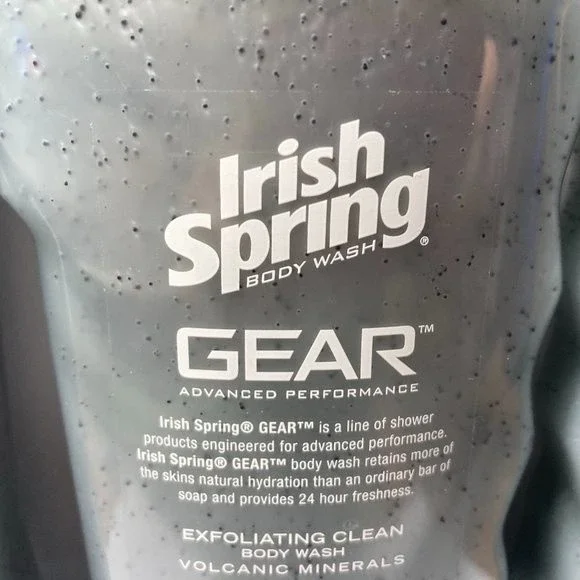 Irish
Spring®
BODY WASH
GEAR™
ADVANCED PERFORMANCE
Irish Spring® GEAR™ is a line of shower
products engineered for advanced performance.
Irish Spring® GEAR™ body wash retains more of
the skins natural hydration than an ordinary bar of
soap and provides 24 hour freshness.
EXFOLIATING CLEAN
BODY WASH
VOLCANIC MINERALS